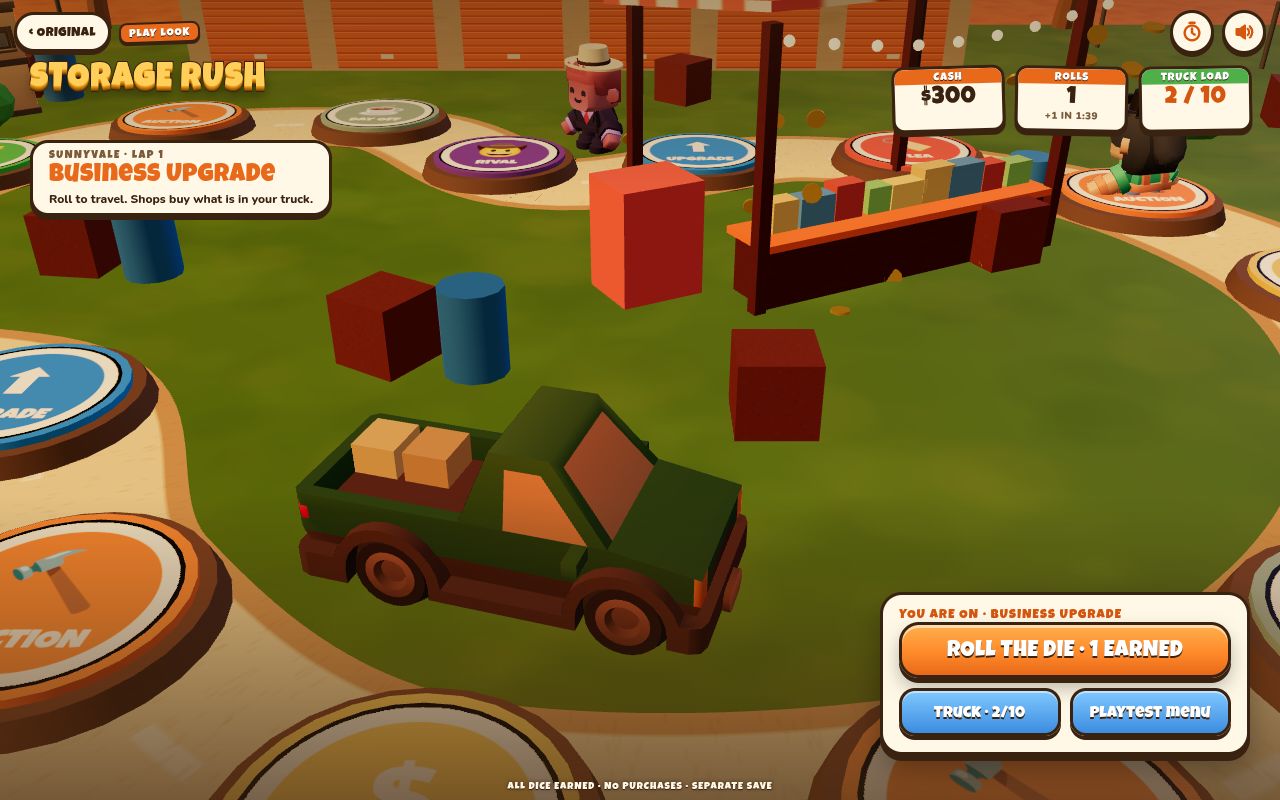 ‹ ORIGINAL
PLAY LOOK
STORAGE RUSH
SUNNYVALE · LAP 1
BUSINESS UPGRADE
Roll to travel. Shops buy what is in your truck.
CASH
$300
ROLLS
1
+1 IN 1:39
TRUCK LOAD
2 / 10
AUCTION
PAY OFF
RIVAL
UPGRADE
AUCTION
ADE
CTION
$
YOU ARE ON · BUSINESS UPGRADE
ROLL THE DIE · 1 EARNED
TRUCK · 2/10
PLAYTEST MENU
ALL DICE EARNED · NO PURCHASES · SEPARATE SAVE